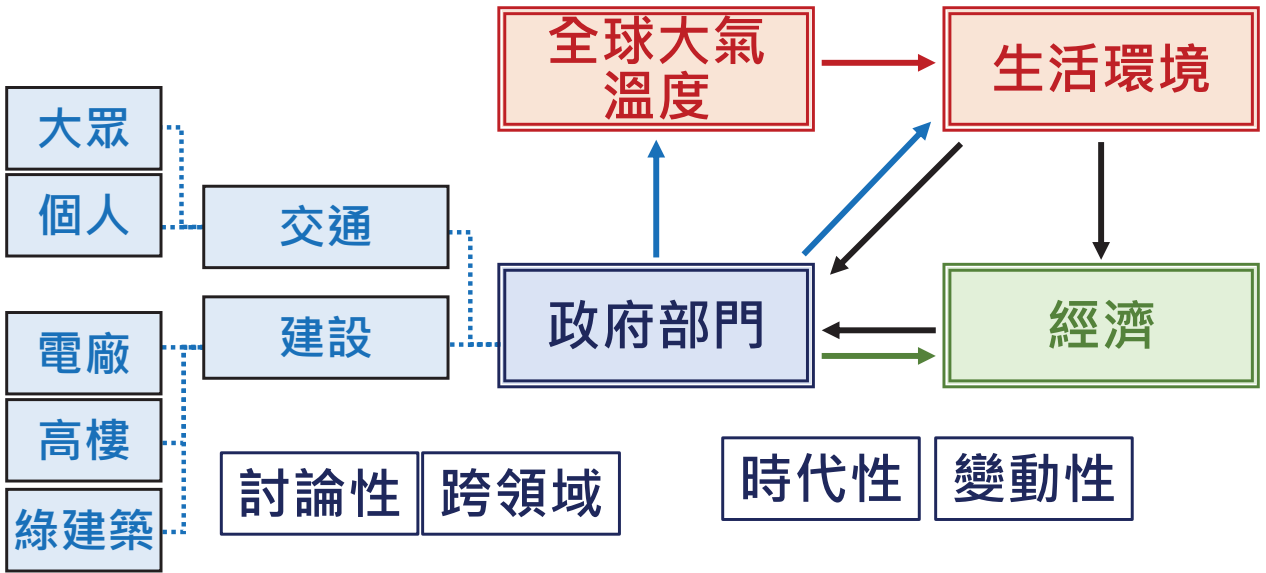 全球大氣
溫度
生活環境
大眾
個人
交通
建設
政府部門
經濟
電廠
高樓
綠建築
討論性
跨領域
時代性
變動性